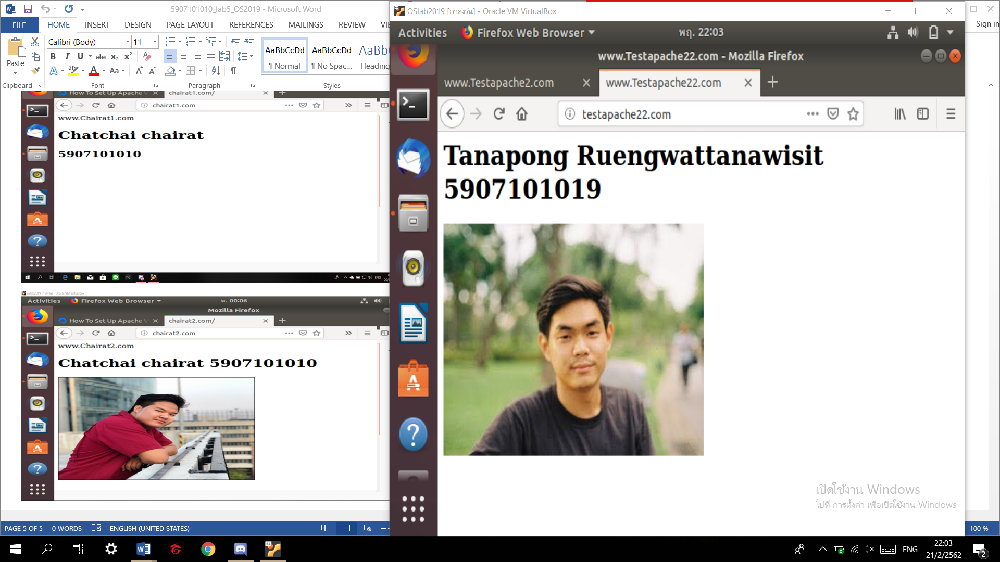 5907101010_lab5_OS2019 - Microsoft Word
FILE
HOME
INSERT
DESIGN
PAGE LAYOUT
REFERENCES
MAILINGS
REVIEW
Sign in
Paste
Calibri (Body)
11
AaBbCcDd
AaBbCcDd
¶ Normal
¶ No Spac...
Heading
Clipboard
Font
Paragraph
Styles
How To Set Up Apache V
chairat1.com/
chairat1.com
www.Chairat1.com
Chatchai chairat
5907101010
ENG
Activities
Firefox Web Browser
พ. 00:06
Mozilla Firefox
How To Set Up Apache V
chairat2.com/
chairat2.com
www.Chairat2.com
Chatchai chairat 5907101010
PAGE 5 OF 5
0 WORDS
ENGLISH (UNITED STATES)
100 %
OSlab2019 [กำลังรัน] - Oracle VM VirtualBox
Activities
Firefox Web Browser
พฤ. 22:03
www.Testapache22.com - Mozilla Firefox
www.Testapache2.com
www.Testapache22.com
testapache22.com
Tanapong Ruengwattanawisit
5907101019
เปิดใช้งาน Windows
ไปที่ การตั้งค่า เพื่อเปิดใช้งาน Windows
ENG
22:03
21/2/2562
2